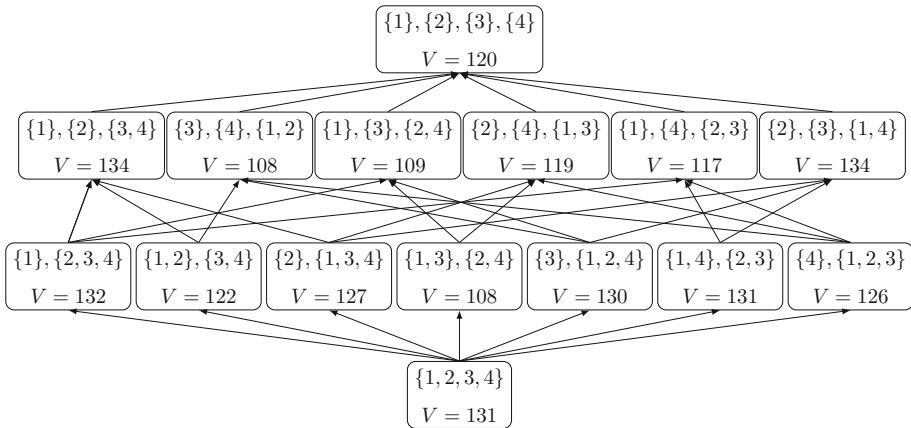 {1}, {2}, {3}, {4}
V = 120
{1}, {2}, {3, 4} {3}, {4}, {1, 2} {1}, {3}, {2, 4} {2}, {4}, {1, 3} {1}, {4}, {2, 3} {2}, {3}, {1, 4}
V = 134 V = 108 V = 109 V = 119 V = 117 V = 134
{1}, {2, 3, 4} {1, 2}, {3, 4} {2}, {1, 3, 4} {1, 3}, {2, 4} {3}, {1, 2, 4} {1, 4}, {2, 3} {4}, {1, 2, 3}
V = 132 V = 122 V = 127 V = 108 V = 130 V = 131 V = 126
{1, 2, 3, 4}
V = 131